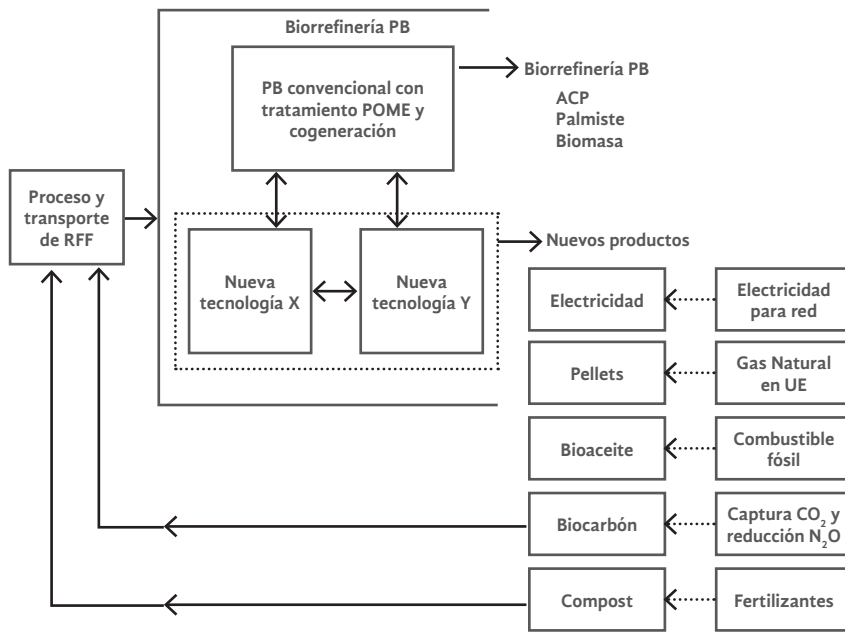 Biorrefinería PB
PB convencional con
tratamiento POME y
cogeneración
Biorrefinería PB
ACP
Palmiste
Biomasa
Proceso y
transporte
de RFF
Nueva
tecnología X
Nueva
tecnología Y
Nuevos productos
Electricidad
Electricidad
para red
Pellets
Gas Natural
en UE
Bioaceite
Combustible
fósil
Biocarbón
Captura CO₂ y
reducción N₂O
Compost
Fertilizantes